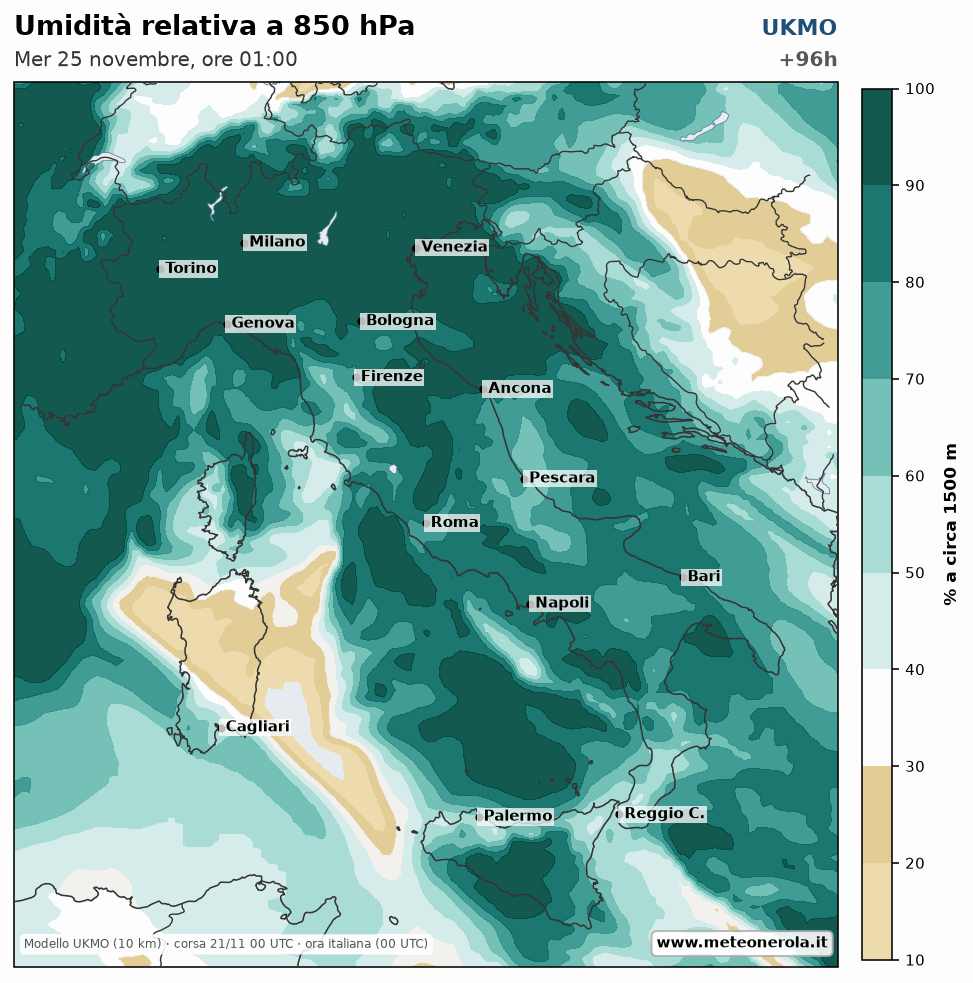 Umidità relativa a 850 hPa
UKMO
Mer 25 novembre, ore 01:00
+96h
Milano
Venezia
Torino
Genova
Bologna
Firenze
Ancona
Pescara
Roma
Bari
Napoli
Cagliari
Palermo
Reggio C.
100
90
80
70
60
50
40
30
20
10
% a circa 1500 m
Modello UKMO (10 km) · corsa 21/11 00 UTC · ora italiana (00 UTC)
www.meteonerola.it